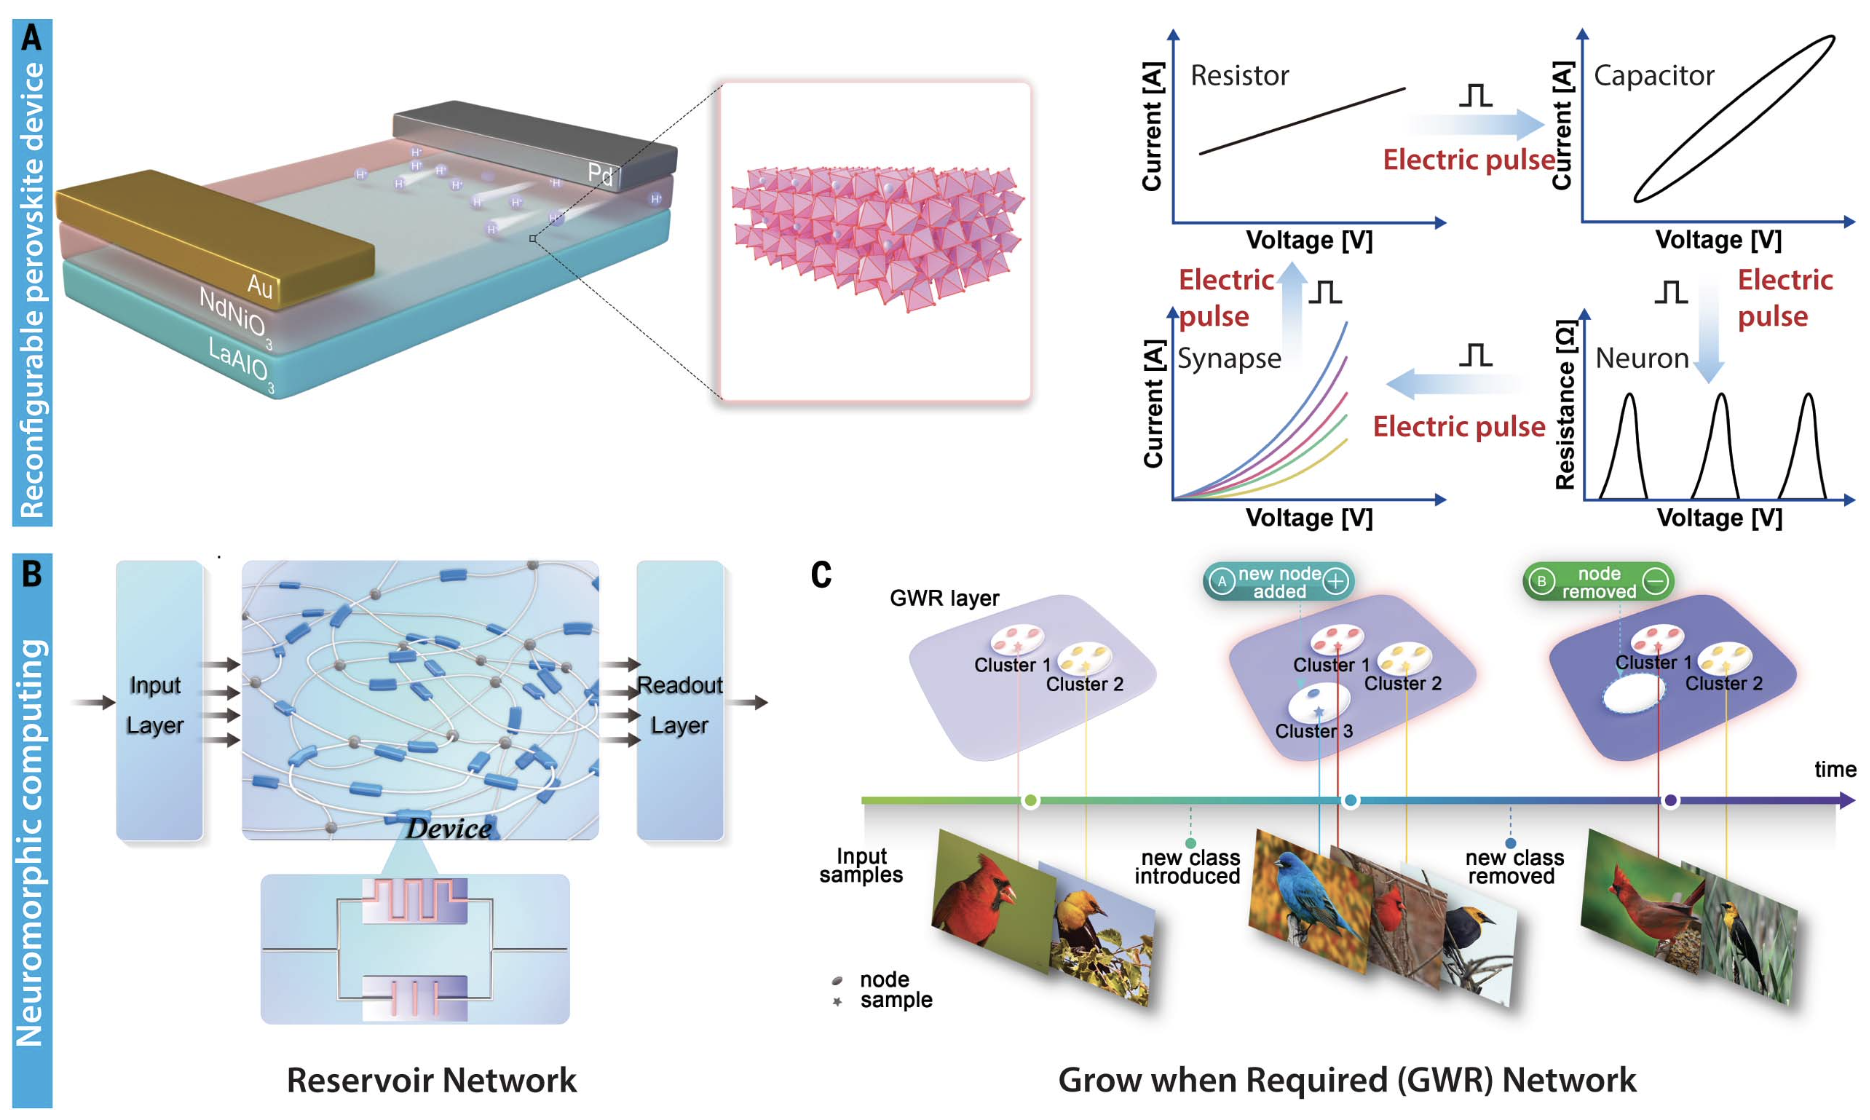 A
Reconfigurable perovskite device
Au
NdNiO3
LaAlO3
Pd
H+
H+
H+
H+
H+
H+
H+
H+
H+
H+
H+
H+
Current [A]
Resistor
Voltage [V]
Electric pulse
Current [A]
Capacitor
Voltage [V]
Electric
pulse
Resistance [Ω]
Neuron
Voltage [V]
Electric pulse
Current [A]
Synapse
Voltage [V]
Electric
pulse
B
Neuromorphic computing
Input
Layer
Device
Readout
Layer
Reservoir Network
C
GWR layer
Cluster 1
Cluster 2
A new node +
added
Cluster 1
Cluster 2
Cluster 3
B node −
removed
Cluster 1
Cluster 2
time
Input
samples
new class
introduced
new class
removed
node
sample
Grow when Required (GWR) Network